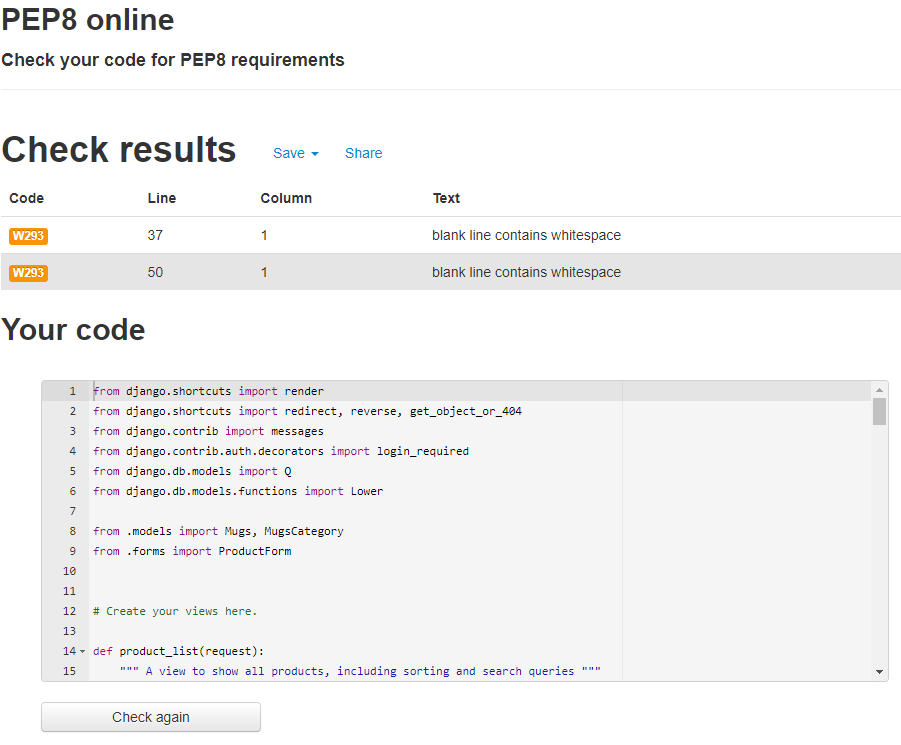 PEP8 online
Check your code for PEP8 requirements
Check results Save Share
Code Line Column Text
W293 37 1 blank line contains whitespace
W293 50 1 blank line contains whitespace
Your code
1 from django.shortcuts import render
2 from django.shortcuts import redirect, reverse, get_object_or_404
3 from django.contrib import messages
4 from django.contrib.auth.decorators import login_required
5 from django.db.models import Q
6 from django.db.models.functions import Lower
7
8 from .models import Mugs, MugsCategory
9 from .forms import ProductForm
10
11
12 # Create your views here.
13
14 def product_list(request):
15 """ A view to show all products, including sorting and search queries """
Check again